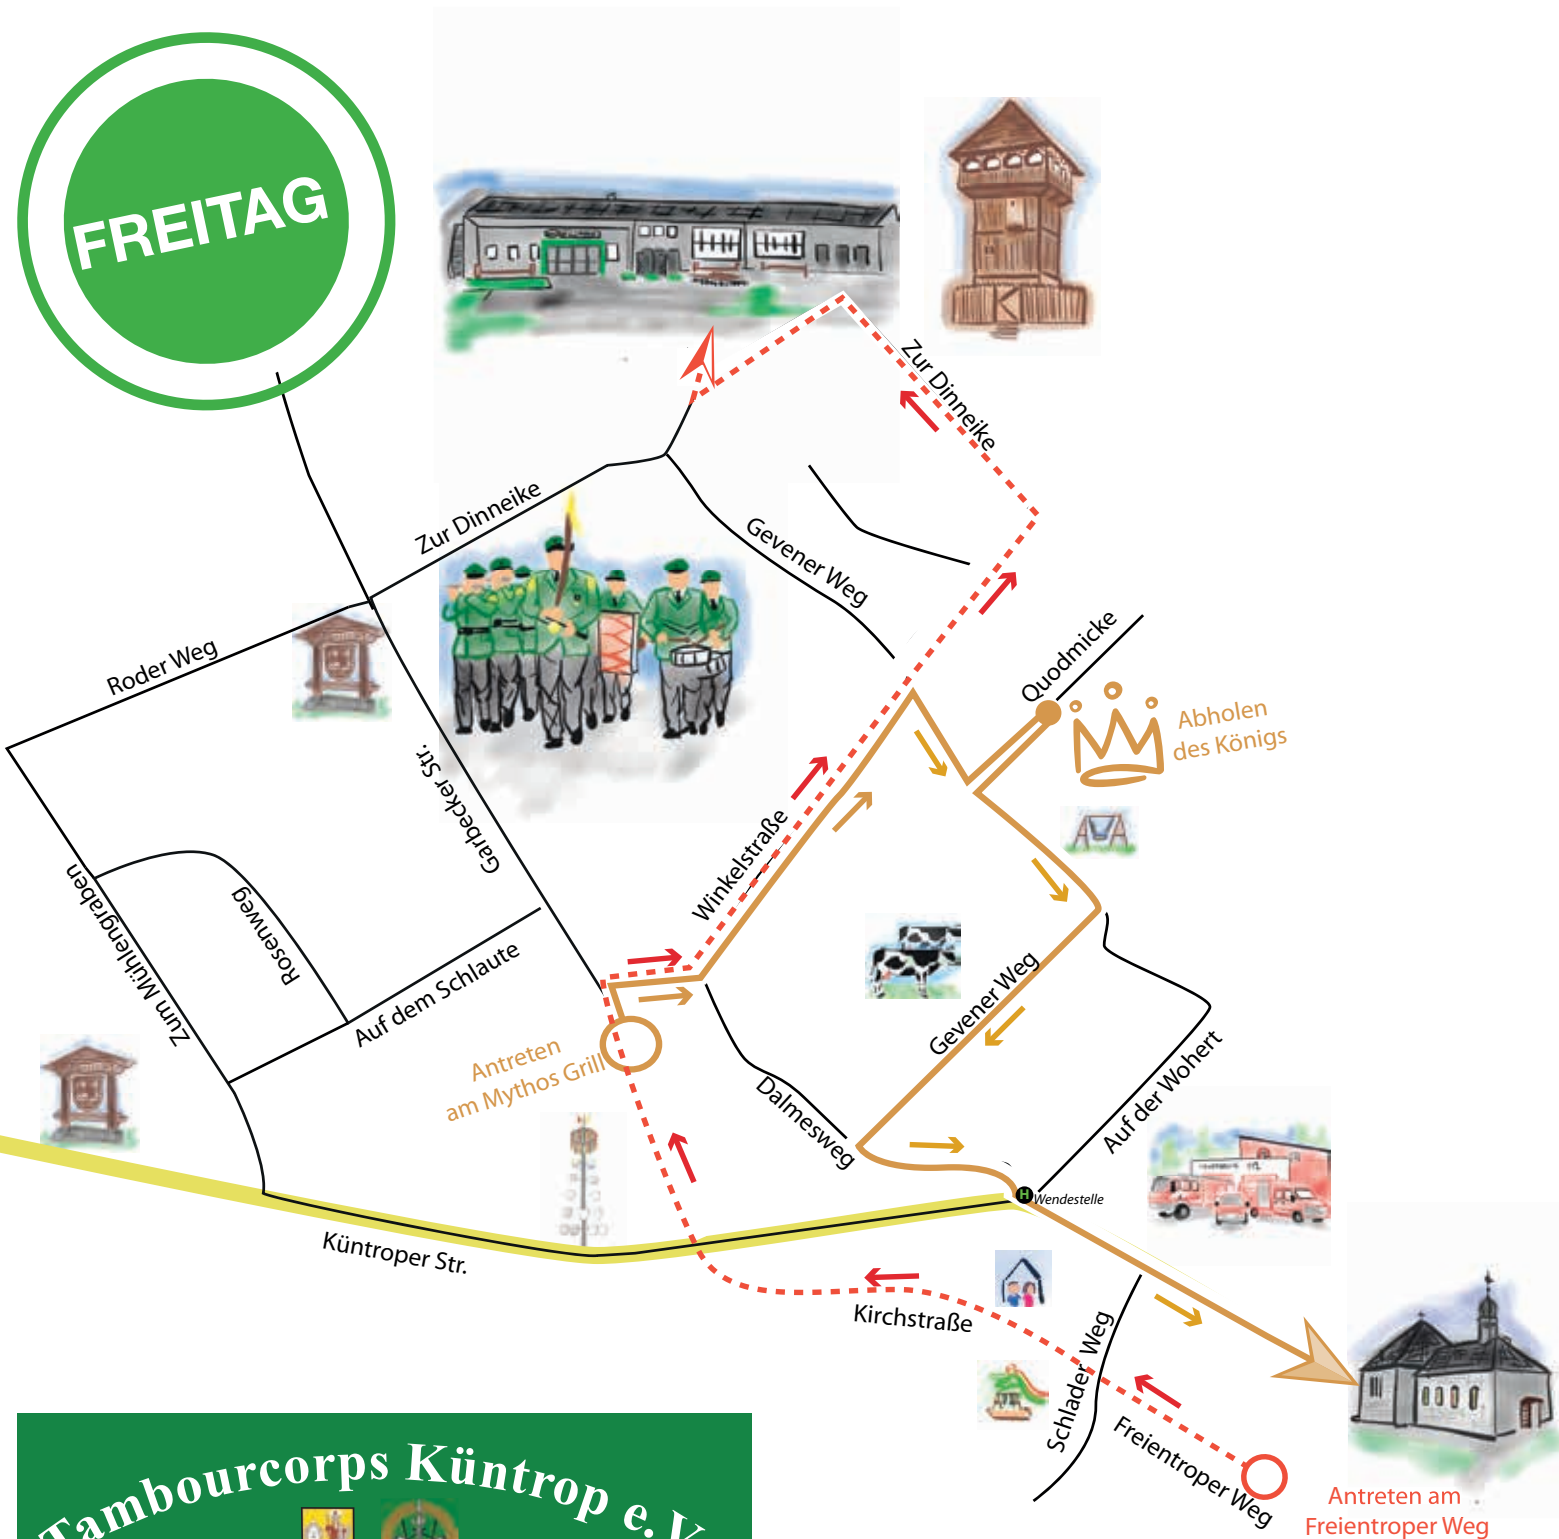 FREITAG
Zur Dinneike
Zur Dinneike
Gevener Weg
Quodmicke
Roder Weg
Abholen
des Königs
Garbecker Str.
Winkelstraße
Rosenweg
Zum Mühlengraben
Auf dem Schlaute
Gevener Weg
Antreten
am Mythos Grill
Dalmesweg
Auf der Wohert
H
Wendestelle
Küntroper Str.
Kirchstraße
Schlader Weg
Freientroper Weg
Antreten am
Freientroper Weg
Tambourcorps Küntrop e.V.